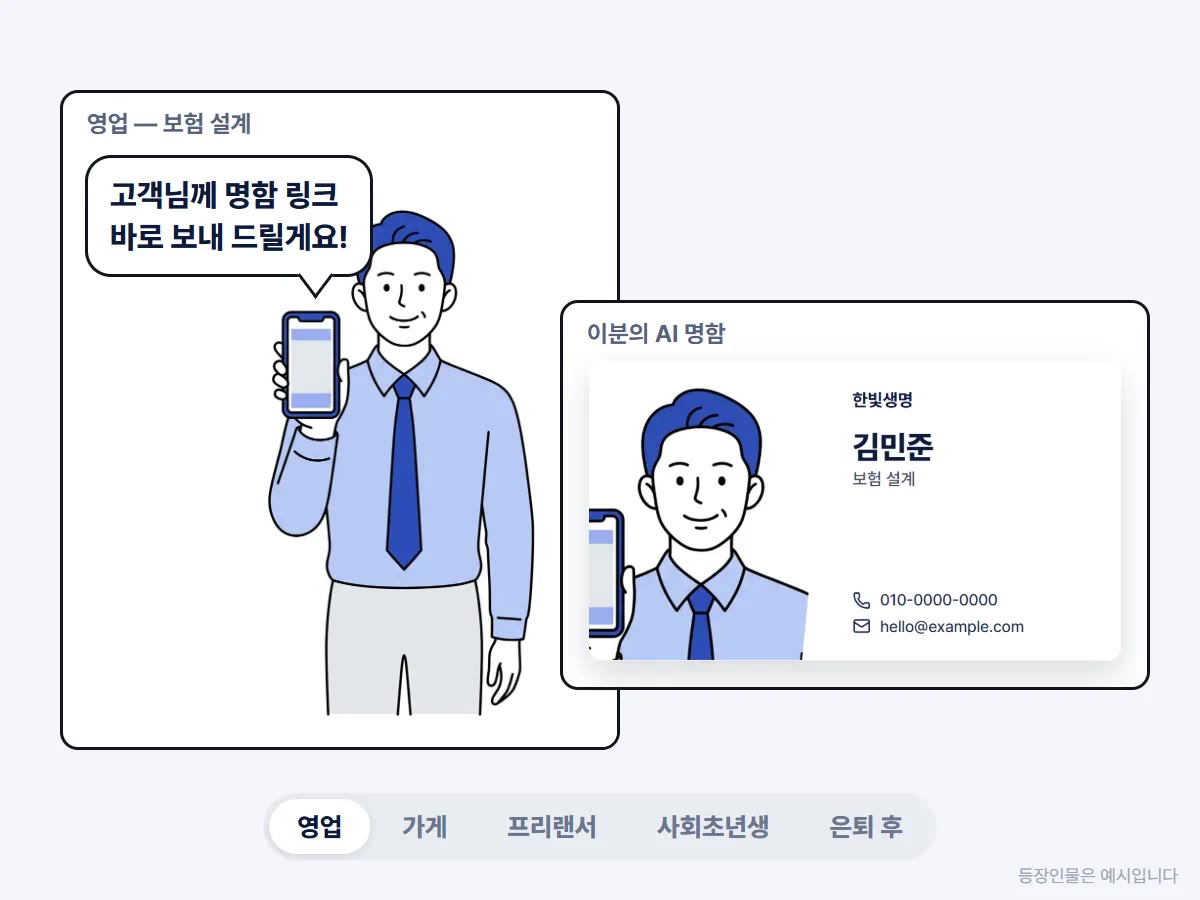 영업 — 보험 설계
고객님께 명함 링크
바로 보내 드릴게요!
이분의 AI 명함
한빛생명
김민준
보험 설계
010-0000-0000
hello@example.com
영업
가게
프리랜서
사회초년생
은퇴 후
등장인물은 예시입니다